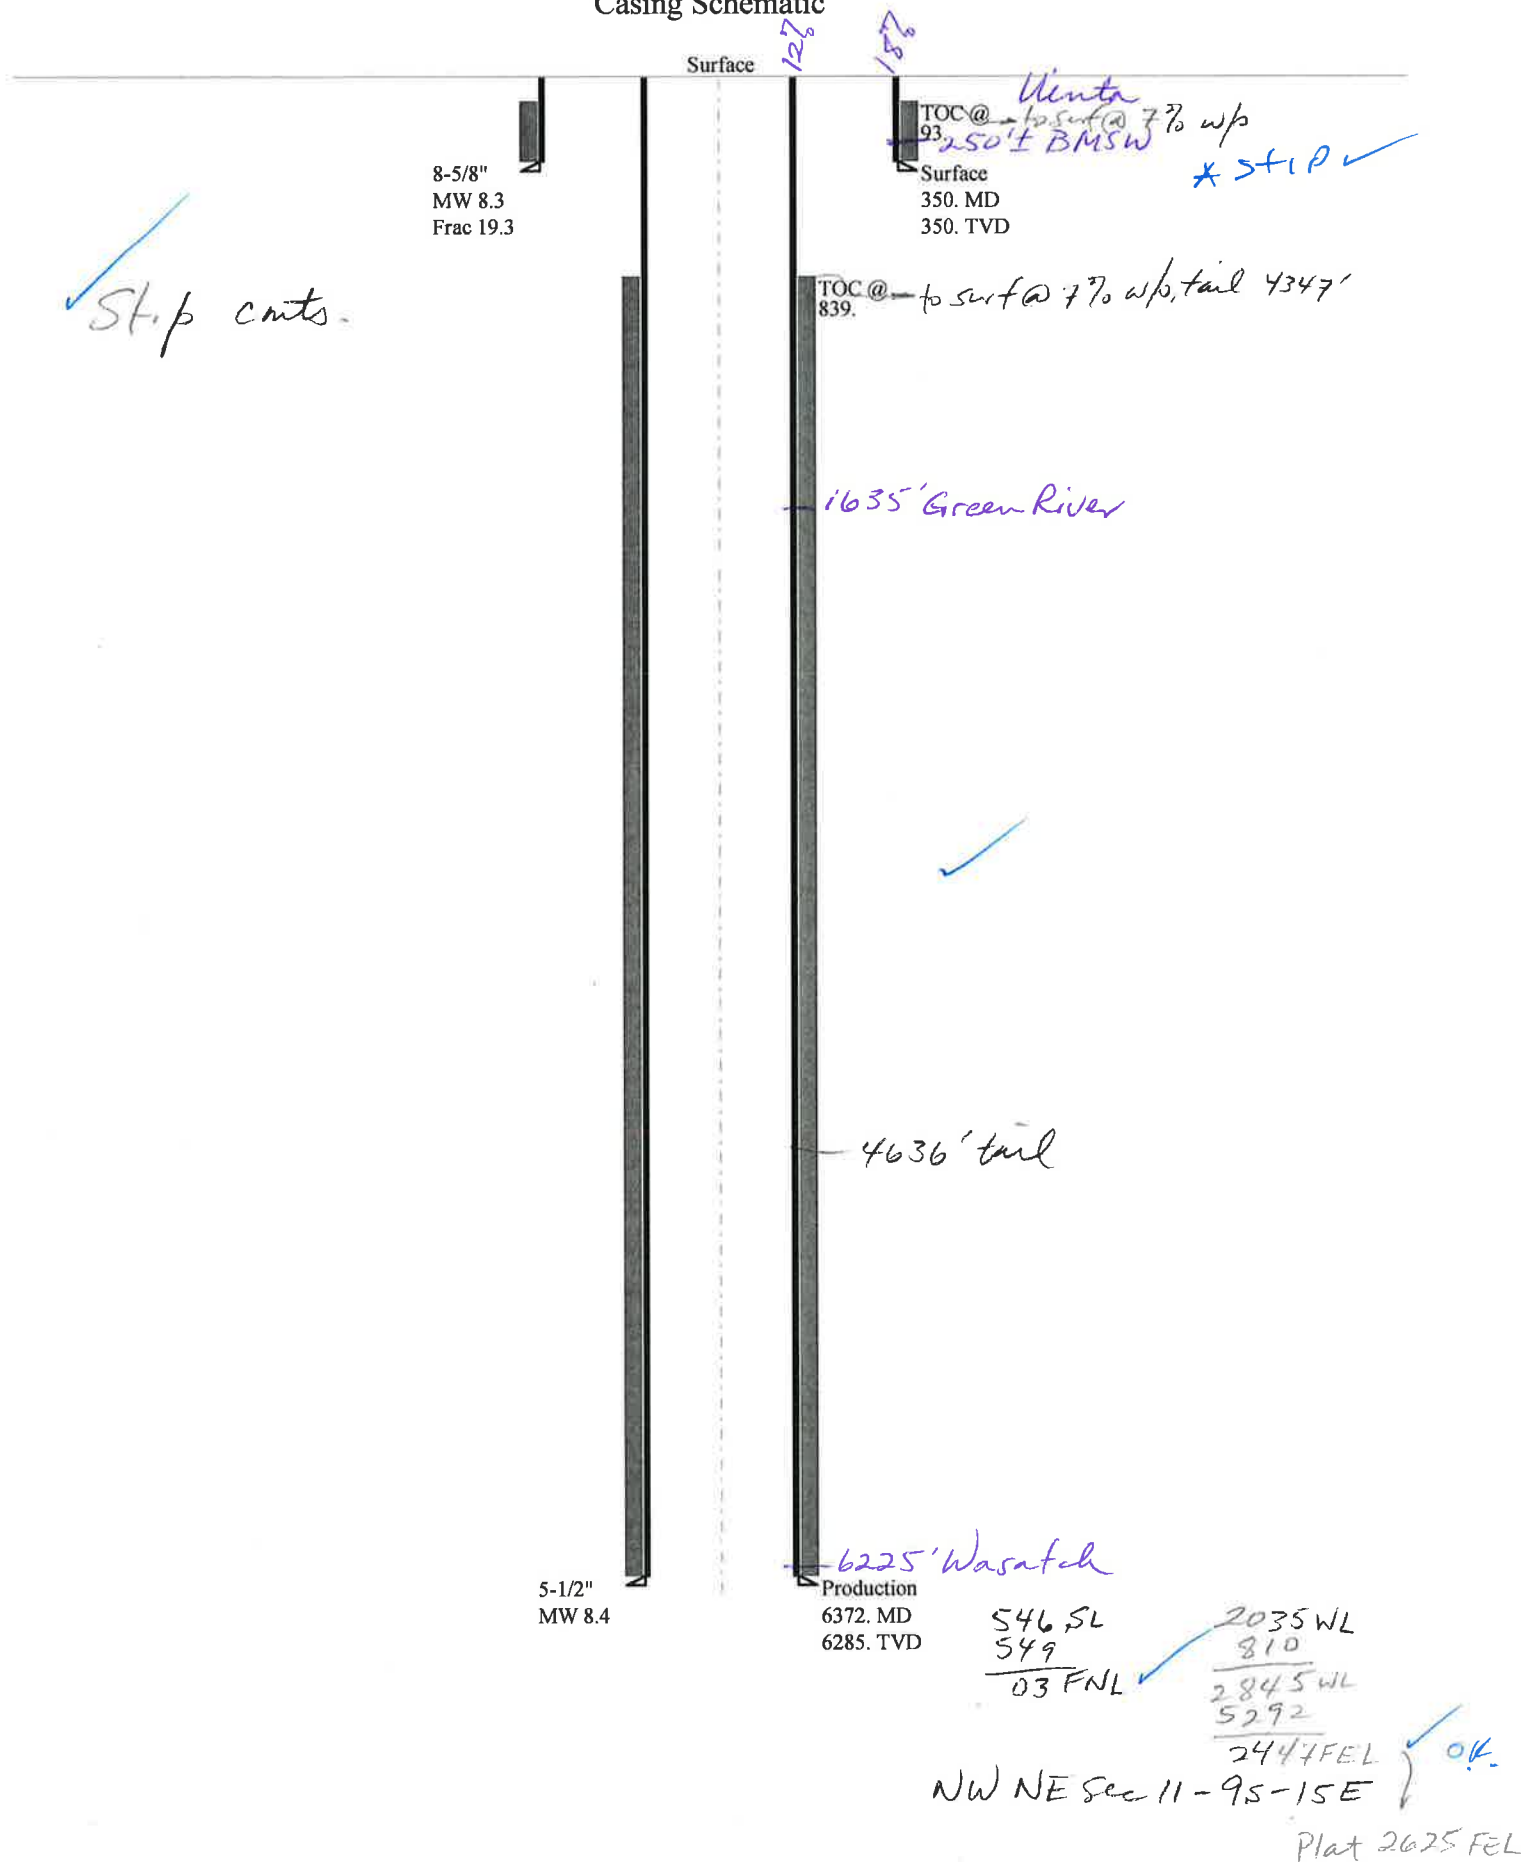 Casing Schematic
12%
18%
Surface
Uinta
TOC @ to surf @ 7% w/o
93.
250'± BMSW
* Stip ✓
8-5/8"
MW 8.3
Frac 19.3
Surface
350. MD
350. TVD
✓ Stip cmts.
TOC @ to surf @ 7% w/o, tail 4347'
839.
1635' Green River
4636' tail
6225' Wasatch
5-1/2"
MW 8.4
Production
6372. MD
6285. TVD
546 SL
549
03 FNL ✓
2035 WL
810
2845 WL
5292
2447 FEL ✓ OK.
NW NE Sec 11-9S-15E
Plat 2625 FEL